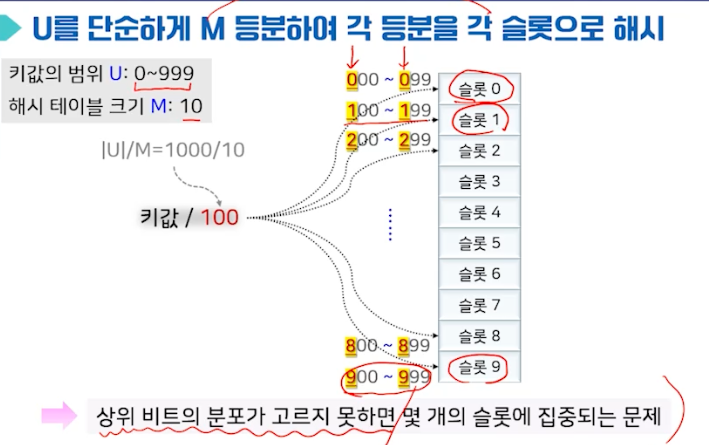 U를 단순하게 M 등분하여 각 등분을 각 슬롯으로 해시
키값의 범위 U: 0~999
해시 테이블 크기 M: 10
|U|/M=1000/10
키값 / 100
000 ~ 099
100 ~ 199
200 ~ 299
......
800 ~ 899
900 ~ 999
슬롯 0
슬롯 1
슬롯 2
슬롯 3
슬롯 4
슬롯 5
슬롯 6
슬롯 7
슬롯 8
슬롯 9
상위 비트의 분포가 고르지 못하면 몇 개의 슬롯에 집중되는 문제